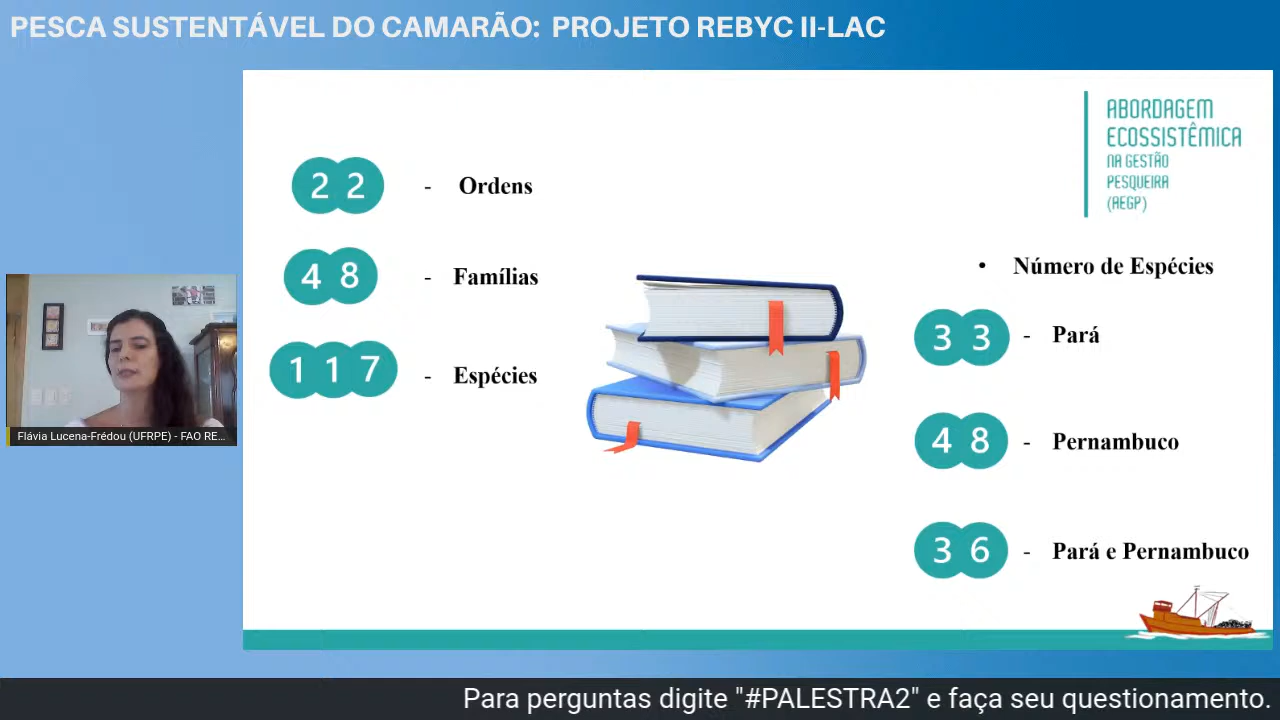 PESCA SUSTENTÁVEL DO CAMARÃO: PROJETO REBYC II-LAC
22 - Ordens
48 - Famílias
117 - Espécies
ABORDAGEM
ECOSSISTÊMICA
NA GESTÃO
PESQUEIRA
(AEGP)
• Número de Espécies
33 - Pará
48 - Pernambuco
36 - Pará e Pernambuco
Flávia Lucena-Frédou (UFRPE) - FAO RE...
Para perguntas digite "#PALESTRA2" e faça seu questionamento.